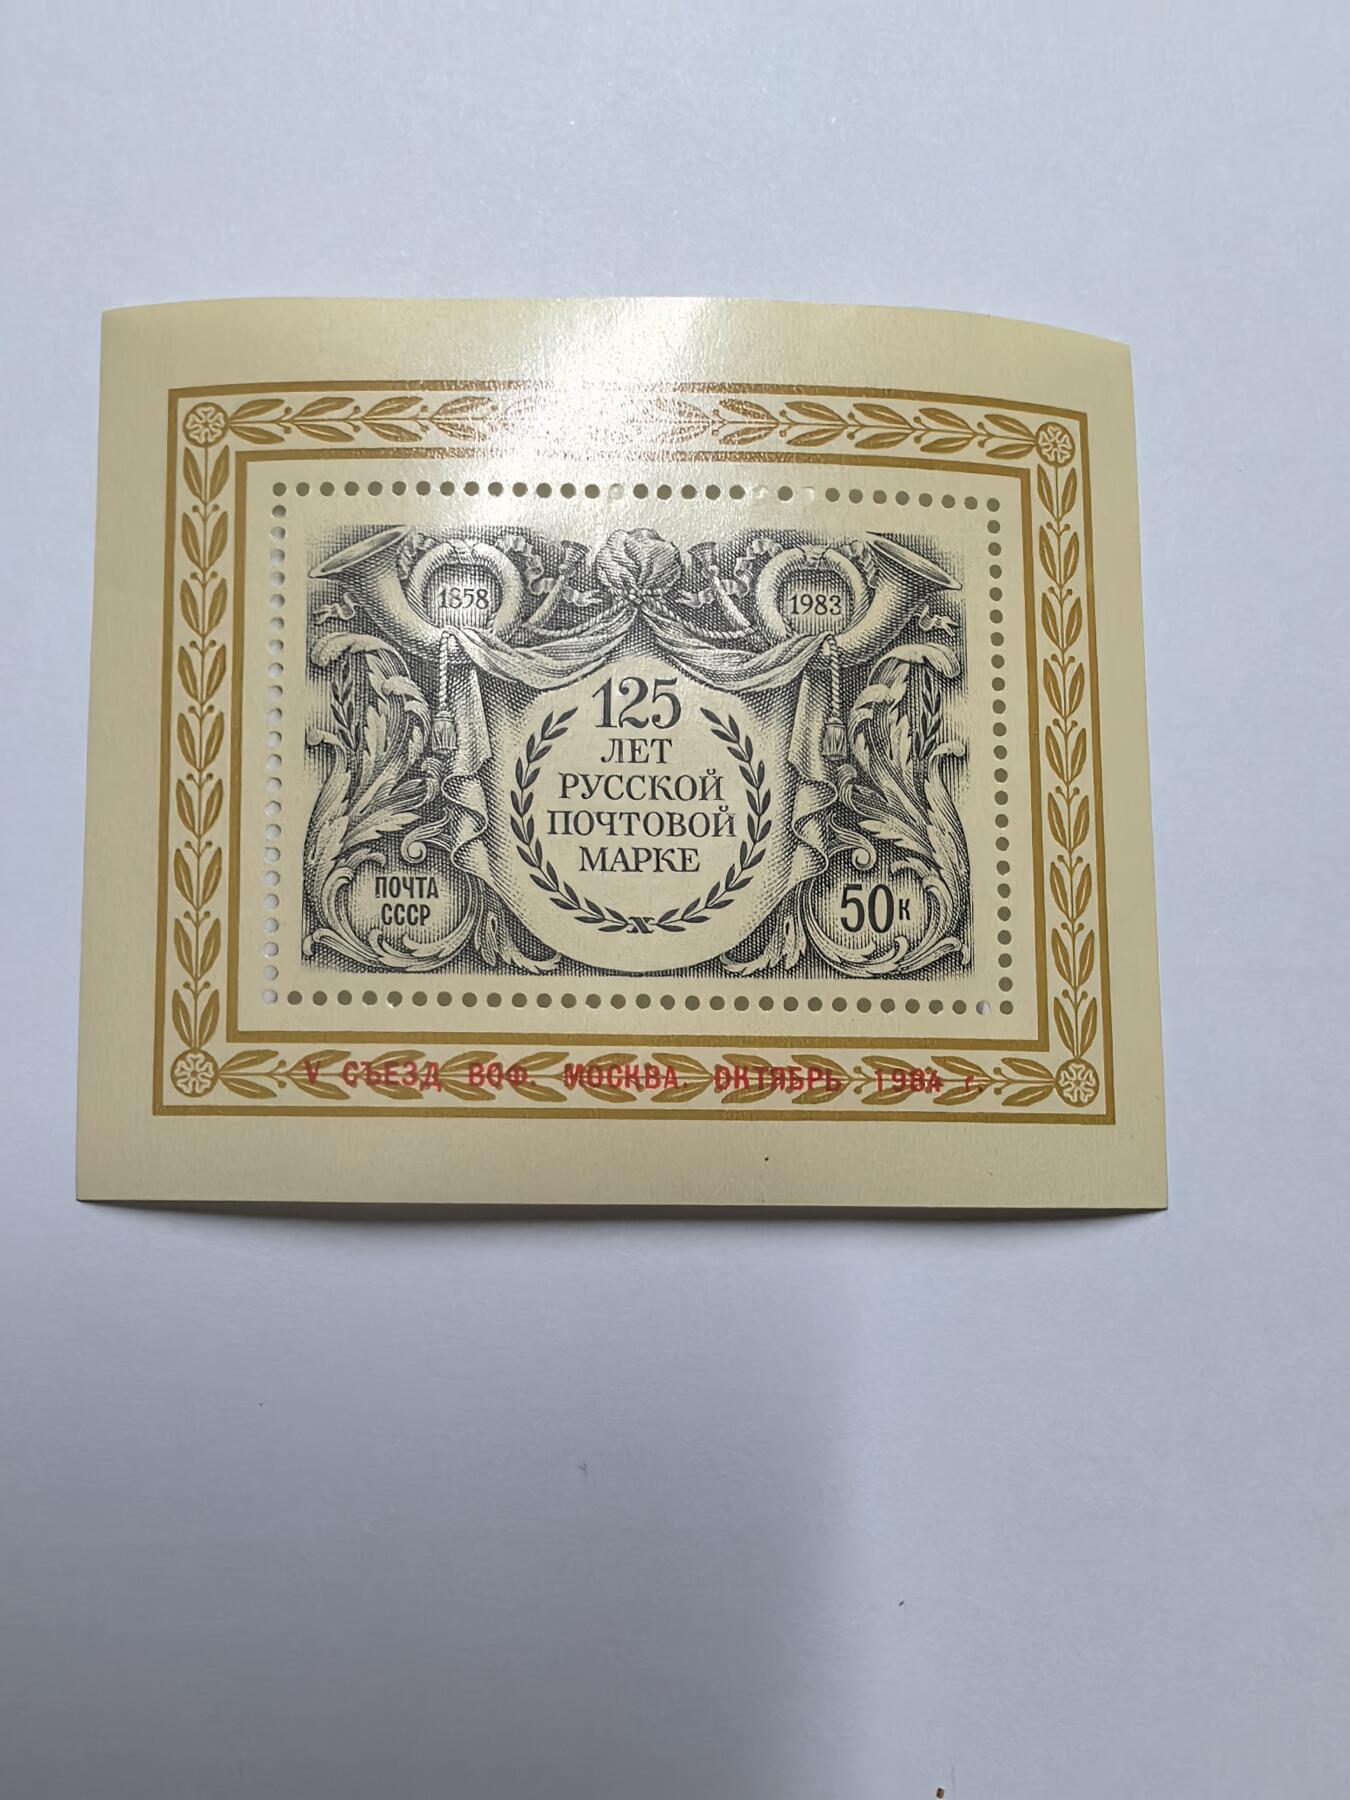 1858
1983
125
ЛЕТ
РУССКОЙ
ПОЧТОВОЙ
МАРКЕ
ПОЧТА
СССР
50к
V СЪЕЗД ВОФ. МОСКВА. ОКТЯБРЬ 1984 г.